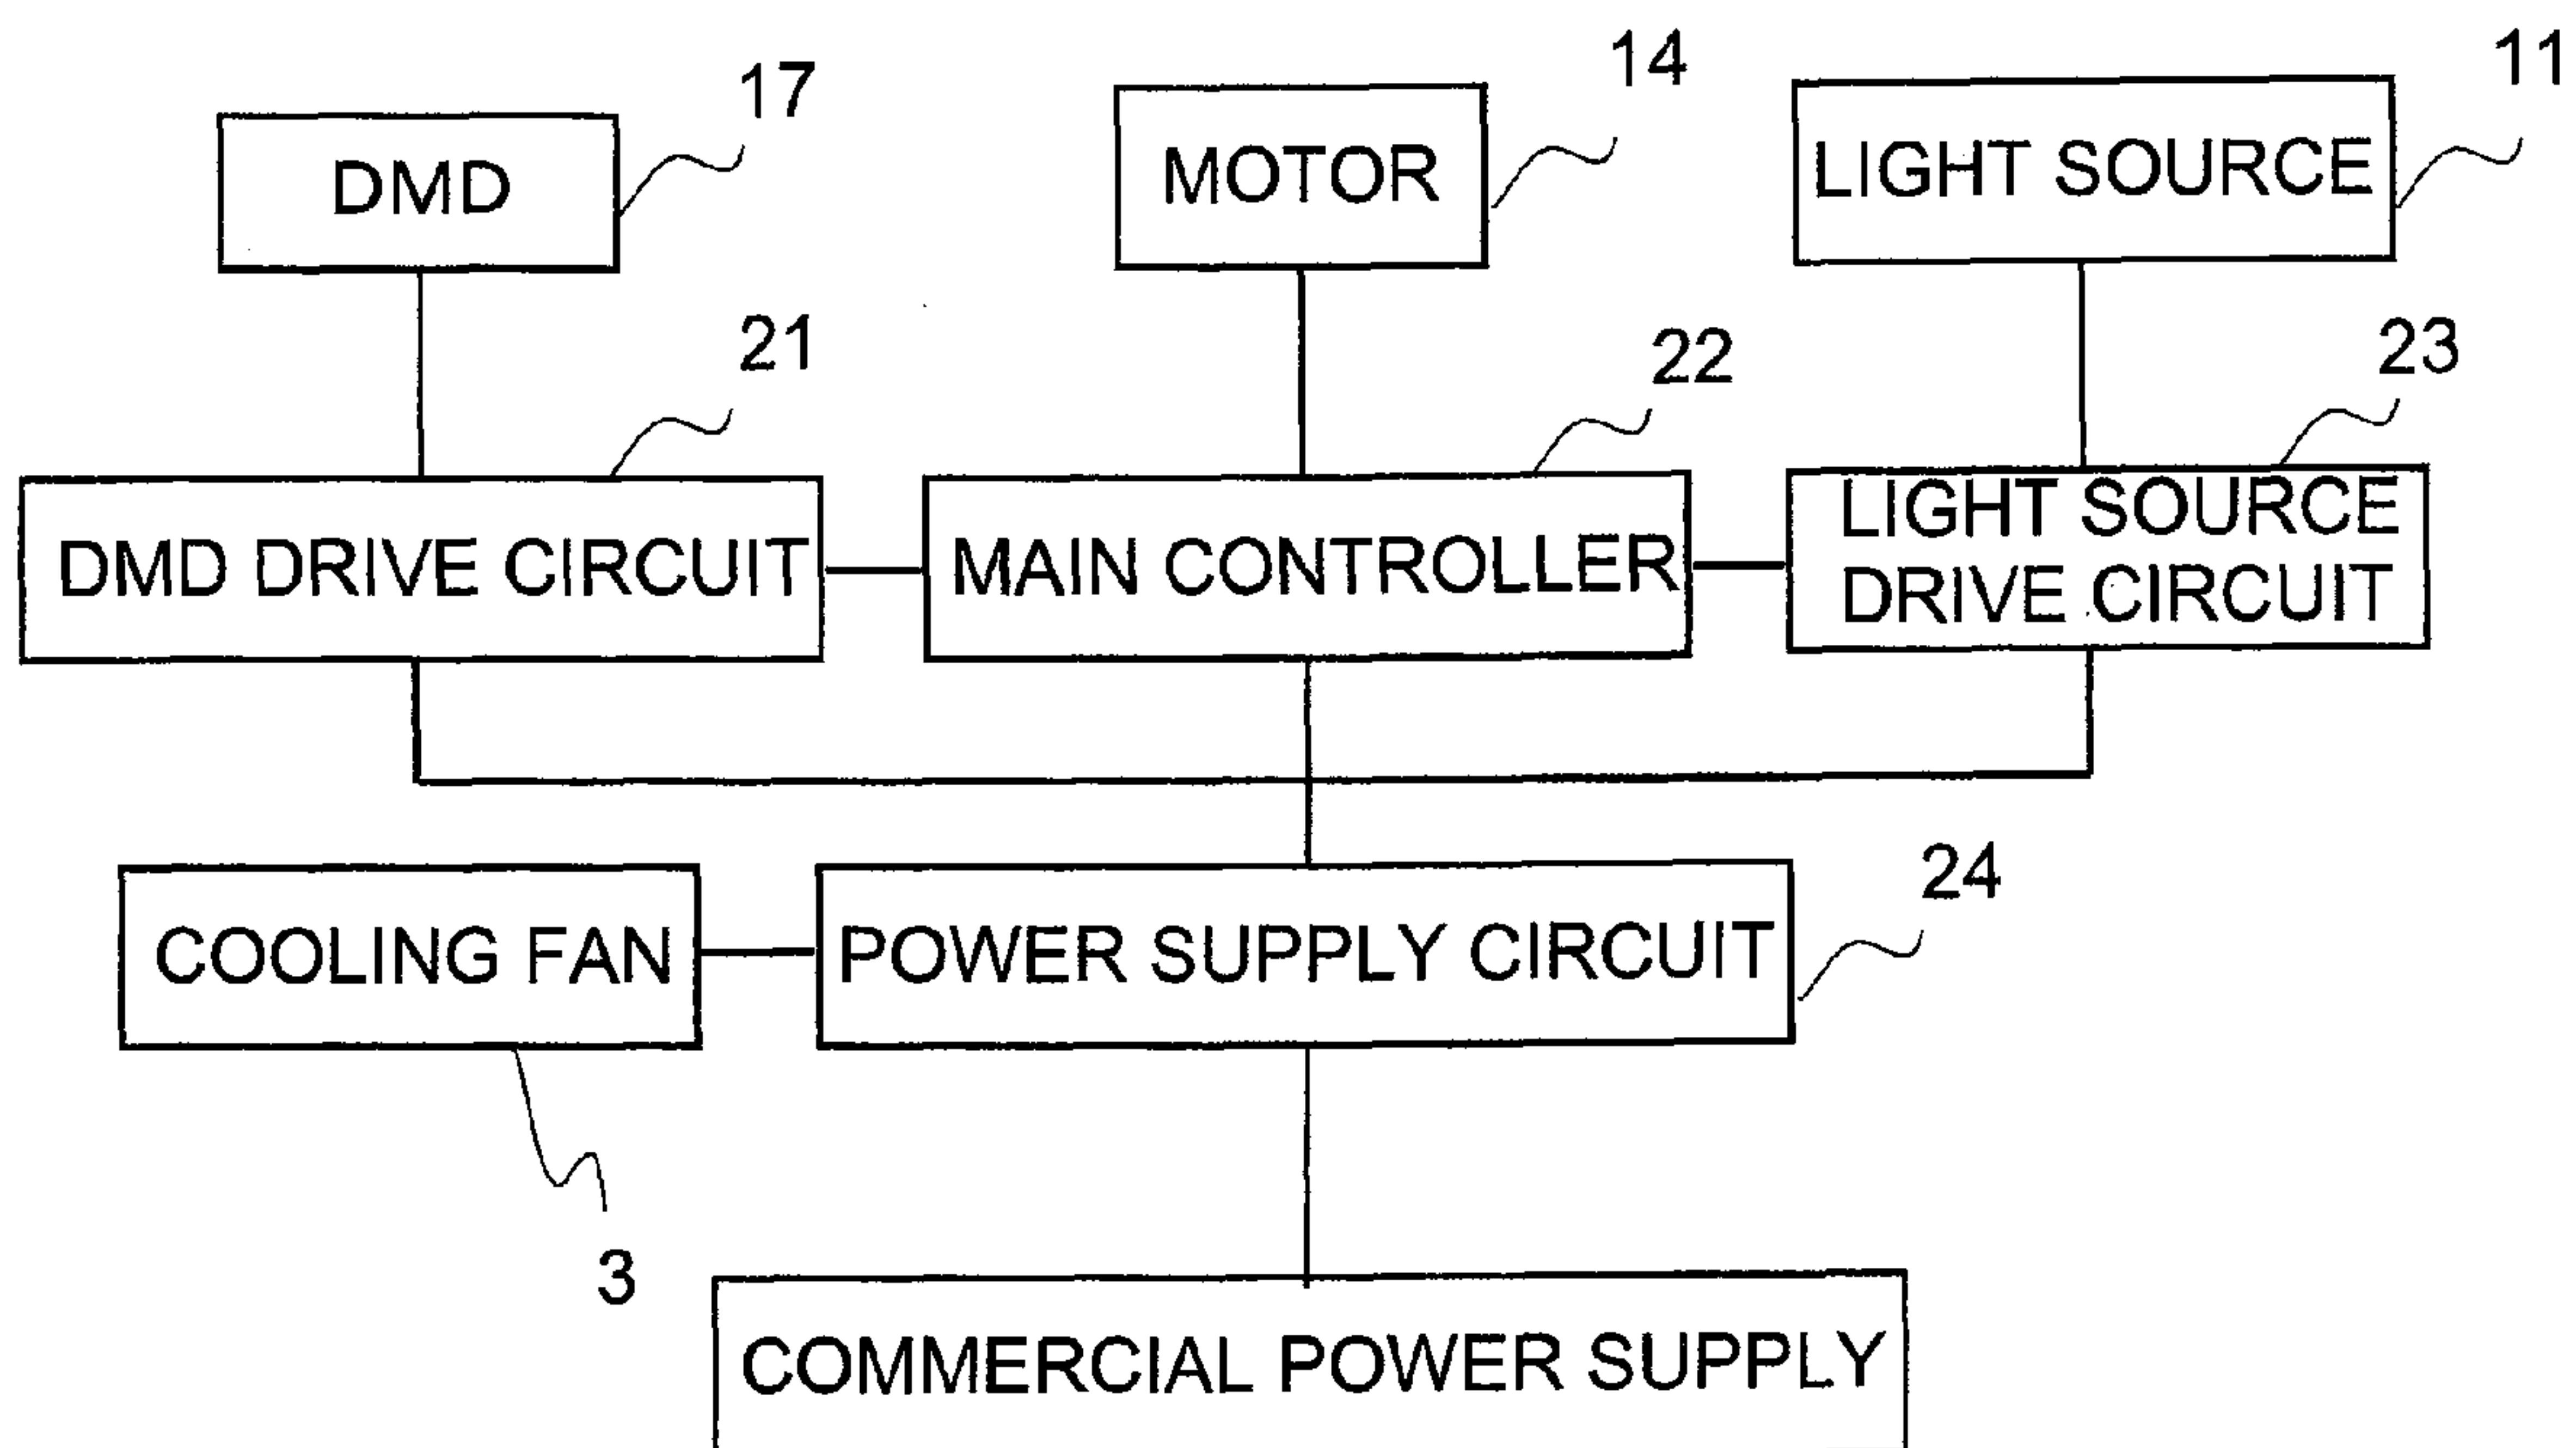 17
14
11
DMD
MOTOR
LIGHT SOURCE
21
22
23
DMD DRIVE CIRCUIT
MAIN CONTROLLER
LIGHT SOURCE
DRIVE CIRCUIT
24
COOLING FAN
POWER SUPPLY CIRCUIT
3
COMMERCIAL POWER SUPPLY